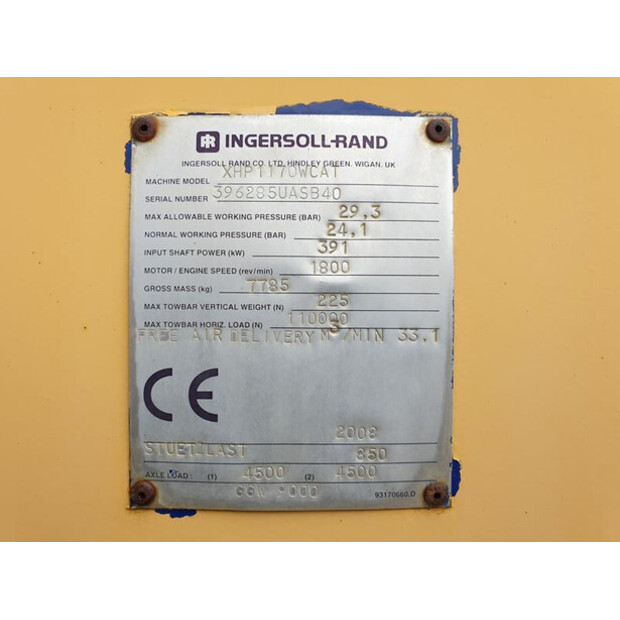 IR INGERSOLL-RAND
INGERSOLL RAND CO. LTD. HINDLEY GREEN. WIGAN. UK
MACHINE MODEL XHP1170WCAT
SERIAL NUMBER 396285UASB40
MAX ALLOWABLE WORKING PRESSURE (BAR) 29,3
NORMAL WORKING PRESSURE (BAR) 24,1
INPUT SHAFT POWER (kW) 391
MOTOR / ENGINE SPEED (rev/min) 1800
GROSS MASS (kg) 7785
MAX TOWBAR VERTICAL WEIGHT (N) 225
MAX TOWBAR HORIZ. LOAD (N) 110000
FREE AIR DELIVERY M3/MIN 33.1
CE
2008
STUETZLAST 350
AXLE LOAD: (1) 4500 (2) 4500
GGW 9000
93170660.D